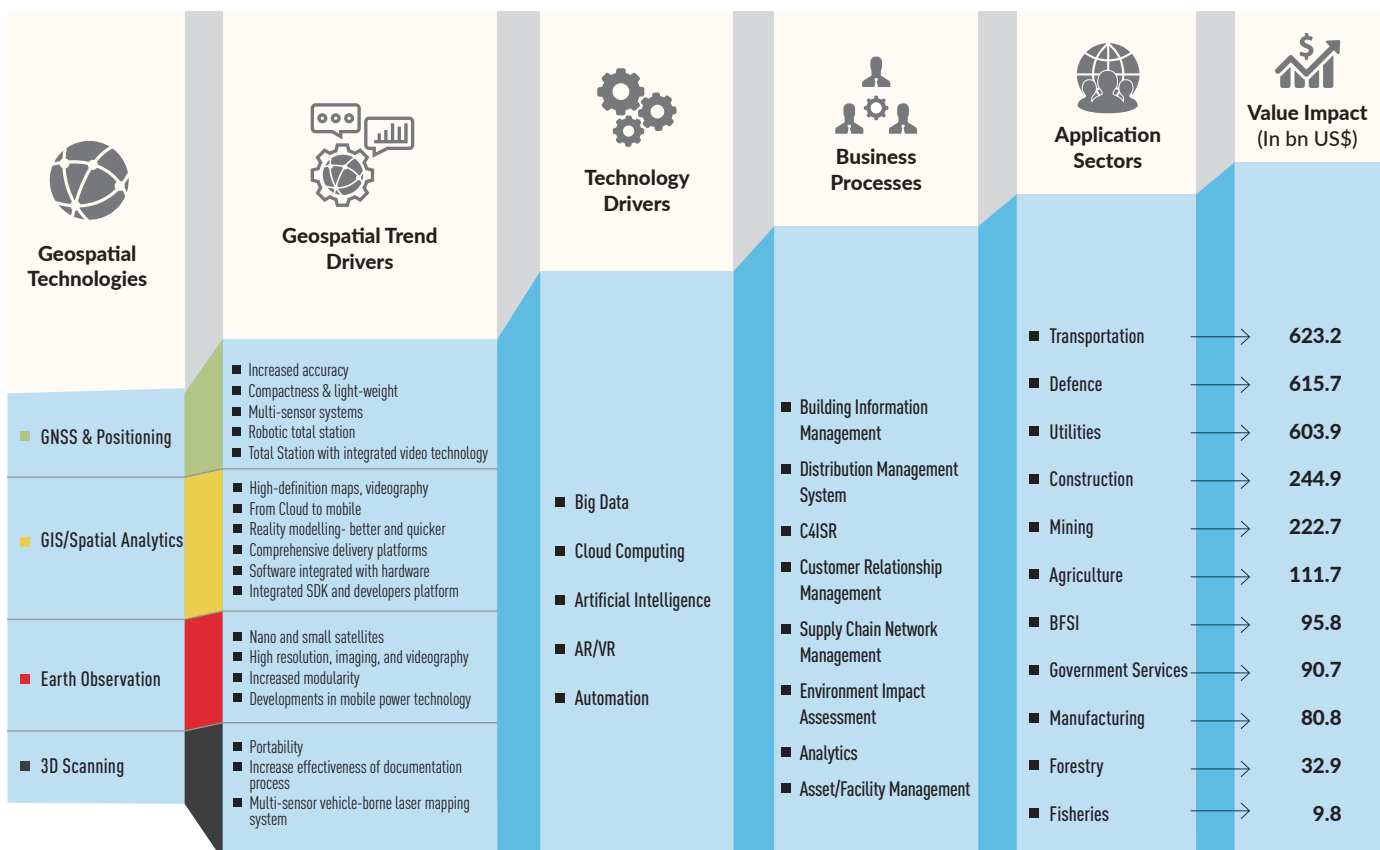 Geospatial
Technologies
GNSS & Positioning
GIS/Spatial Analytics
Earth Observation
3D Scanning
Geospatial Trend
Drivers
Increased accuracy
Compactness & light-weight
Multi-sensor systems
Robotic total station
Total Station with integrated video technology
High-definition maps, videography
From Cloud to mobile
Reality modelling- better and quicker
Comprehensive delivery platforms
Software integrated with hardware
Integrated SDK and developers platform
Nano and small satellites
High resolution, imaging, and videography
Increased modularity
Developments in mobile power technology
Portability
Increase effectiveness of documentation
process
Multi-sensor vehicle-borne laser mapping
system
Technology
Drivers
Big Data
Cloud Computing
Artificial Intelligence
AR/VR
Automation
Business
Processes
Building Information
Management
Distribution Management
System
C4ISR
Customer Relationship
Management
Supply Chain Network
Management
Environment Impact
Assessment
Analytics
Asset/Facility Management
Application
Sectors
$
Value Impact
(In bn US$)
Transportation 623.2
Defence 615.7
Utilities 603.9
Construction 244.9
Mining 222.7
Agriculture 111.7
BFSI 95.8
Government Services 90.7
Manufacturing 80.8
Forestry 32.9
Fisheries 9.8